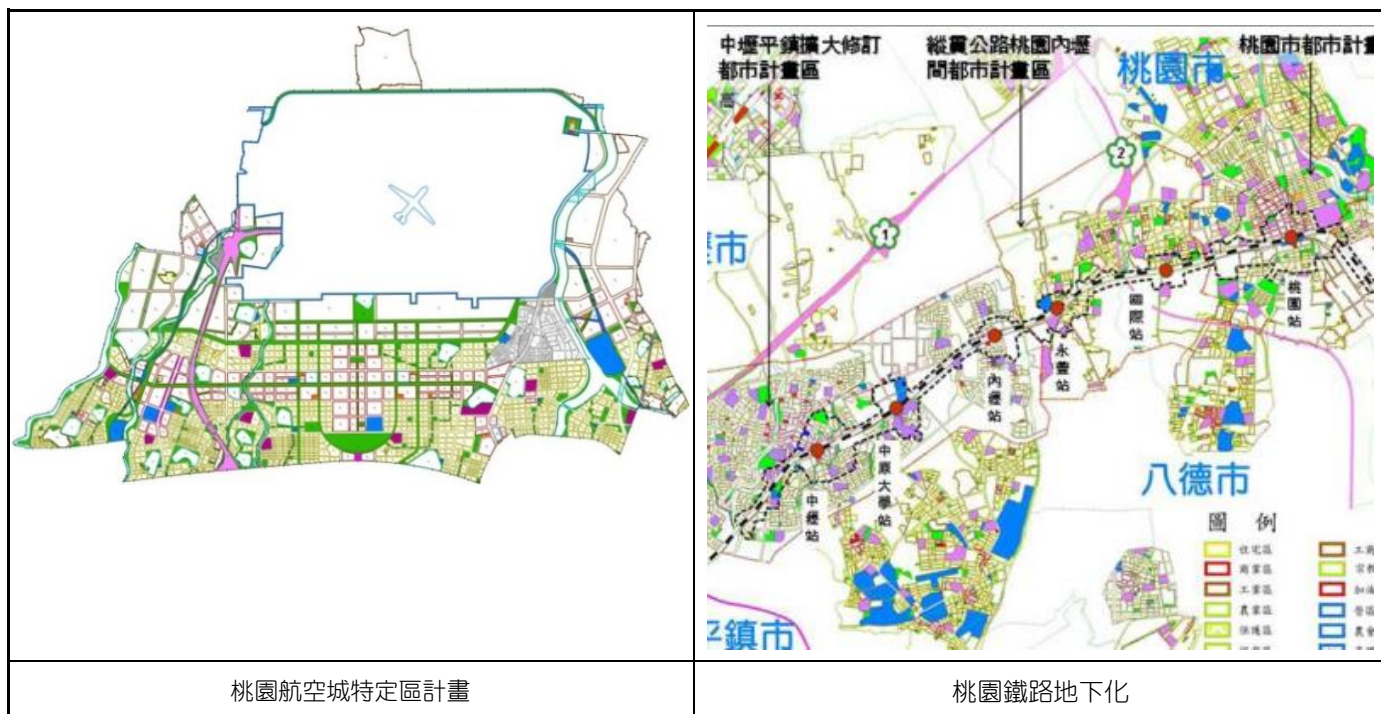 中壢平鎮擴大修訂
都市計畫區
縱貫公路桃園內壢
間都市計畫區
桃園市都市計畫
桃園市
2
1
桃園站
國際站
永豐站
內壢站
中原大學站
中壢站
八德市
平鎮市
圖 例
住宅區
商業區
工業區
農業區
保護區
桃園航空城特定區計畫
桃園鐵路地下化